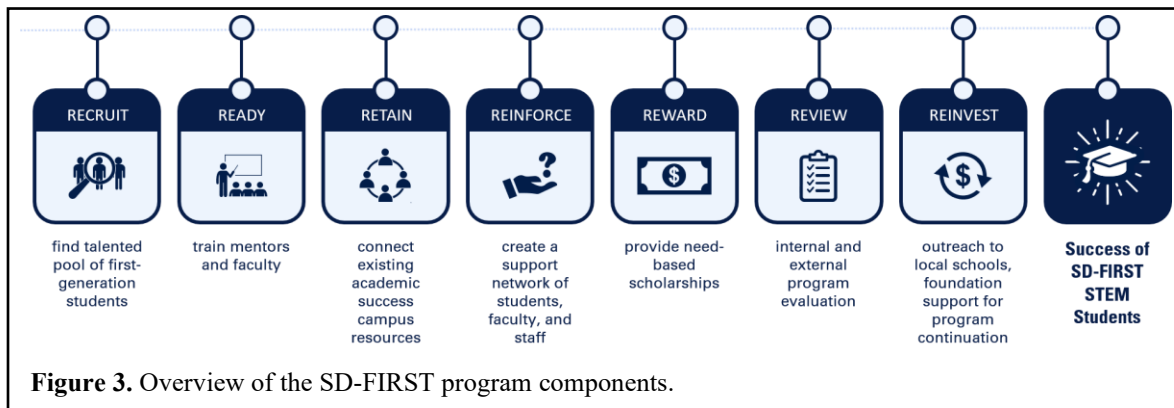 RECRUIT
find talented
pool of first-
generation
students
READY
train mentors
and faculty
RETAIN
connect
existing
academic
success
campus
resources
REINFORCE
?
create a
support
network of
students,
faculty, and
staff
REWARD
$
provide need-
based
scholarships
REVIEW
internal and
external
program
evaluation
REINVEST
$
outreach to
local schools,
foundation
support for
program
continuation
Success of
SD-FIRST
STEM
Students
Figure 3. Overview of the SD-FIRST program components.